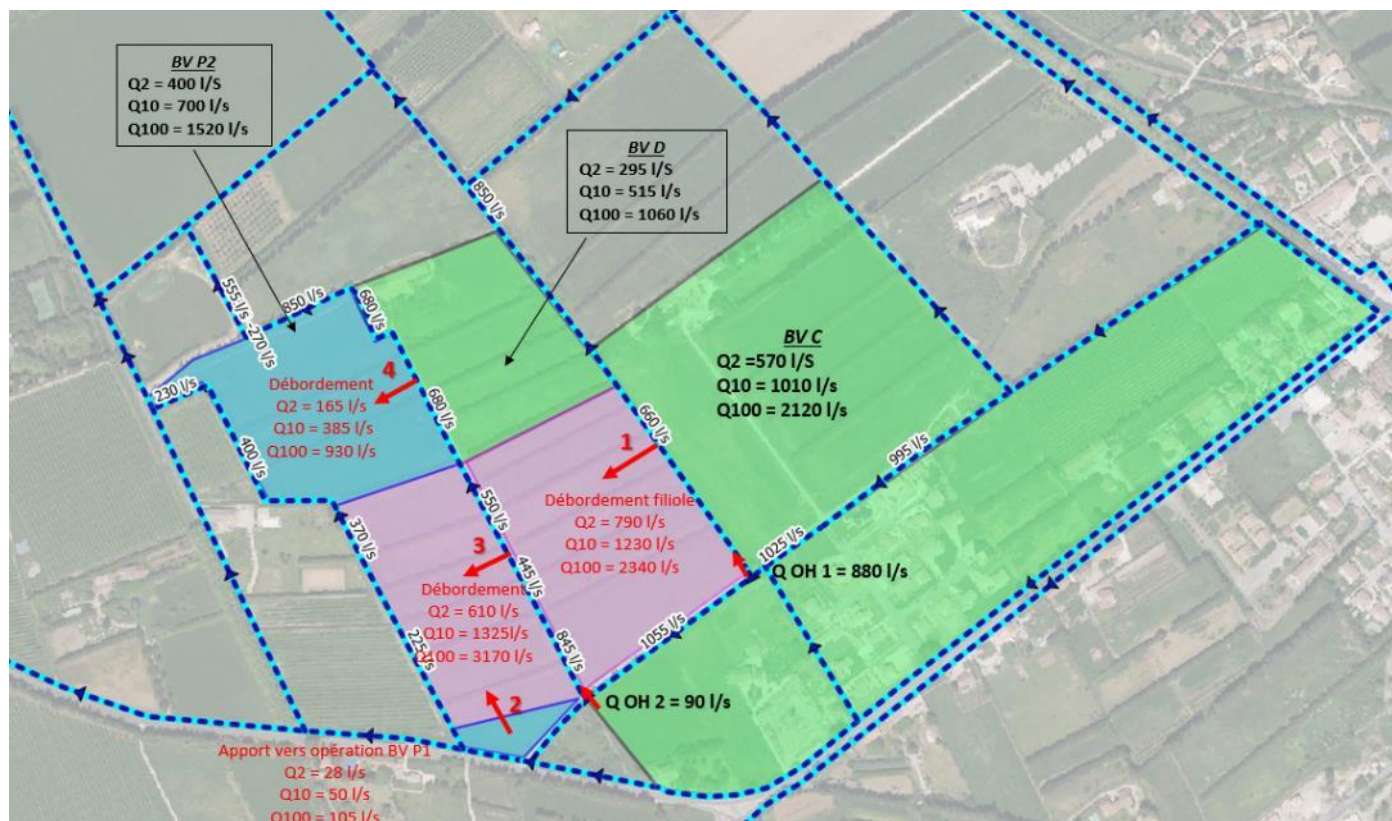 BV P2
Q2 = 400 l/S
Q10 = 700 l/s
Q100 = 1520 l/s
BV D
Q2 = 295 l/S
Q10 = 515 l/s
Q100 = 1060 l/s
850 l/s
555 l/s -270 l/s
850 l/s
680 l/s
BV C
Q2 =570 l/S
Q10 = 1010 l/s
Q100 = 2120 l/s
230 l/s
4
Débordement
Q2 = 165 l/s
Q10 = 385 l/s
Q100 = 930 l/s
680 l/s
660 l/s
1
400 l/s
995 l/s
Débordement filiole
Q2 = 790 l/s
Q10 = 1230 l/s
Q100 = 2340 l/s
550 l/s
370 l/s
3
445 l/s
1025 l/s
Q OH 1 = 880 l/s
Débordement
Q2 = 610 l/s
Q10 = 1325l/s
Q100 = 3170 l/s
225 l/s
845 l/s
1055 l/s
2
Q OH 2 = 90 l/s
Apport vers opération BV P1
Q2 = 28 l/s
Q10 = 50 l/s
Q100 = 105 l/s